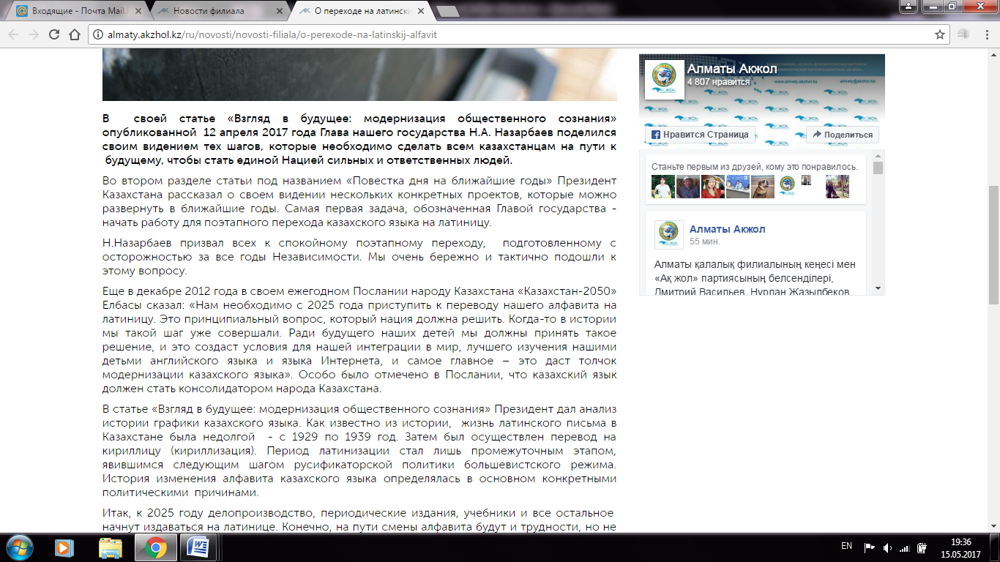 Входящие - Почта Mail.
Новости филиала
О переходе на латински
almaty.akzhol.kz/ru/novosti/novosti-filiala/o-perexode-na-latinskij-alfavit
В своей статье «Взгляд в будущее: модернизация общественного сознания»
опубликованной 12 апреля 2017 года Глава нашего государства Н.А. Назарбаев поделился
своим видением тех шагов, которые необходимо сделать всем казахстанцам на пути к
будущему, чтобы стать единой Нацией сильных и ответственных людей.
Во втором разделе статьи под названием «Повестка дня на ближайшие годы» Президент
Казахстана рассказал о своем видении нескольких конкретных проектов, которые можно
развернуть в ближайшие годы. Самая первая задача, обозначенная Главой государства -
начать работу для поэтапного перехода казахского языка на латиницу.
Н.Назарбаев призвал всех к спокойному поэтапному переходу, подготовленному с
осторожностью за все годы Независимости. Мы очень бережно и тактично подошли к
этому вопросу.
Еще в декабре 2012 года в своем ежегодном Послании народу Казахстана «Казахстан-2050»
Елбасы сказал: «Нам необходимо с 2025 года приступить к переводу нашего алфавита на
латиницу. Это принципиальный вопрос, который нация должна решить. Когда-то в истории
мы такой шаг уже совершали. Ради будущего наших детей мы должны принять такое
решение, и это создаст условия для нашей интеграции в мир, лучшего изучения нашими
детьми английского языка и языка Интернета, и самое главное – это даст толчок
модернизации казахского языка». Особо было отмечено в Послании, что казахский язык
должен стать консолидатором народа Казахстана.
В статье «Взгляд в будущее: модернизация общественного сознания» Президент дал анализ
истории графики казахского языка. Как известно из истории, жизнь латинского письма в
Казахстане была недолгой - с 1929 по 1939 год. Затем был осуществлен перевод на
кириллицу (кириллизация). Период латинизации стал лишь промежуточным этапом,
явившимся следующим шагом русификаторской политики большевистского режима.
История изменения алфавита казахского языка определялась в основном конкретными
политическими причинами.
Итак, к 2025 году делопроизводство, периодические издания, учебники и все остальное
начнут издаваться на латинице. Конечно, на пути смены алфавита будут и трудности, но не
Алматы Акжол
4 807 нравится
www.almaty.akzhol.kz
almaty@akzhol.kz
Нравится Страница
Поделиться
Станьте первым из друзей, кому это понравилось.
Алматы Акжол
55 мин.
Алматы қалалық филиалының кеңесі мен
«Ақ жол» партиясының белсенділері,
Дмитрий Васильев, Нурлан Жазылбеков
EN
19:36
15.05.2017